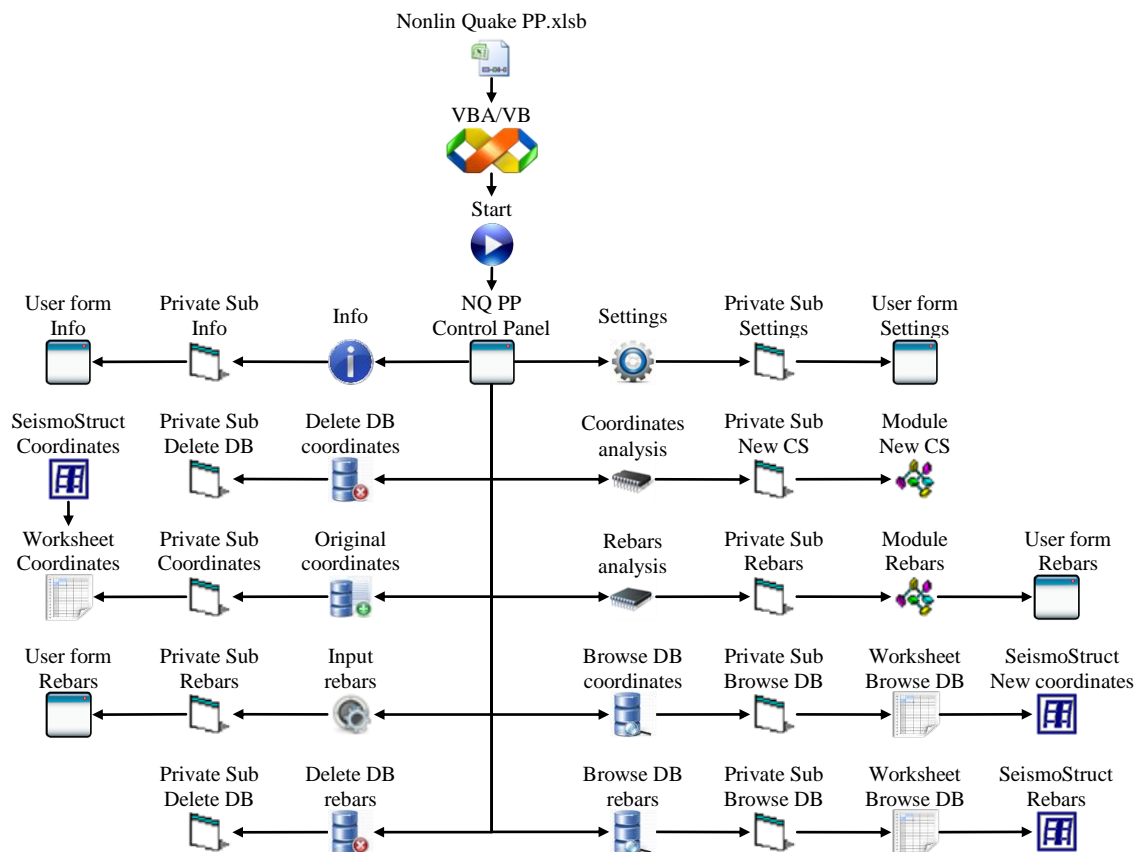 Nonlin Quake PP.xlsb
VBA/VB
Start
User form
Info
Private Sub
Info
Info
NQ PP
Control Panel
Settings
Private Sub
Settings
User form
Settings
SeismoStruct
Coordinates
Private Sub
Delete DB
Delete DB
coordinates
Coordinates
analysis
Private Sub
New CS
Module
New CS
Worksheet
Coordinates
Private Sub
Coordinates
Original
coordinates
Rebars
analysis
Private Sub
Rebars
Module
Rebars
User form
Rebars
User form
Rebars
Private Sub
Rebars
Input
rebars
Browse DB
coordinates
Private Sub
Browse DB
Worksheet
Browse DB
SeismoStruct
New coordinates
Private Sub
Delete DB
Delete DB
rebars
Browse DB
rebars
Private Sub
Browse DB
Worksheet
Browse DB
SeismoStruct
Rebars